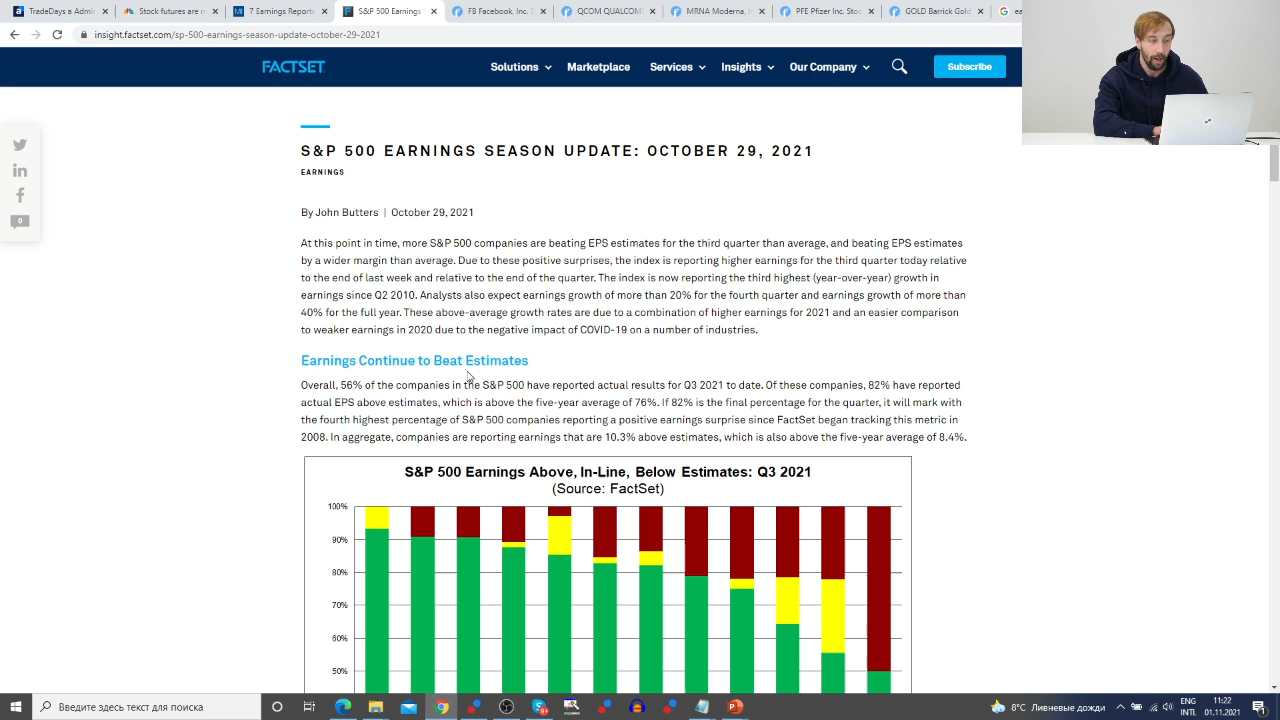 TradeDays в Админ
Stock futures are m
7 Earnings Reports
S&P 500 Earnings
FB Facebook, Inc. S
QCOM QUALCOM
MRNA Moderna, I
PFE Pfizer Inc. Stoc
GOLD Barrick Gold
ea
insight.factset.com/sp-500-earnings-season-update-october-29-2021
FACTSET
Solutions
Marketplace
Services
Insights
Our Company
Subscribe
0
S&P 500 EARNINGS SEASON UPDATE: OCTOBER 29, 2021
EARNINGS
By John Butters | October 29, 2021
At this point in time, more S&P 500 companies are beating EPS estimates for the third quarter than average, and beating EPS estimates
by a wider margin than average. Due to these positive surprises, the index is reporting higher earnings for the third quarter today relative
to the end of last week and relative to the end of the quarter. The index is now reporting the third highest (year-over-year) growth in
earnings since Q2 2010. Analysts also expect earnings growth of more than 20% for the fourth quarter and earnings growth of more than
40% for the full year. These above-average growth rates are due to a combination of higher earnings for 2021 and an easier comparison
to weaker earnings in 2020 due to the negative impact of COVID-19 on a number of industries.
Earnings Continue to Beat Estimates
Overall, 56% of the companies in the S&P 500 have reported actual results for Q3 2021 to date. Of these companies, 82% have reported
actual EPS above estimates, which is above the five-year average of 76%. If 82% is the final percentage for the quarter, it will mark with
the fourth highest percentage of S&P 500 companies reporting a positive earnings surprise since FactSet began tracking this metric in
2008. In aggregate, companies are reporting earnings that are 10.3% above estimates, which is also above the five-year average of 8.4%.
S&P 500 Earnings Above, In-Line, Below Estimates: Q3 2021
(Source: FactSet)
100%
90%
80%
70%
60%
50%
Введите здесь текст для поиска
8°C Ливневые дожди
ENG
INTL
11:22
01.11.2021